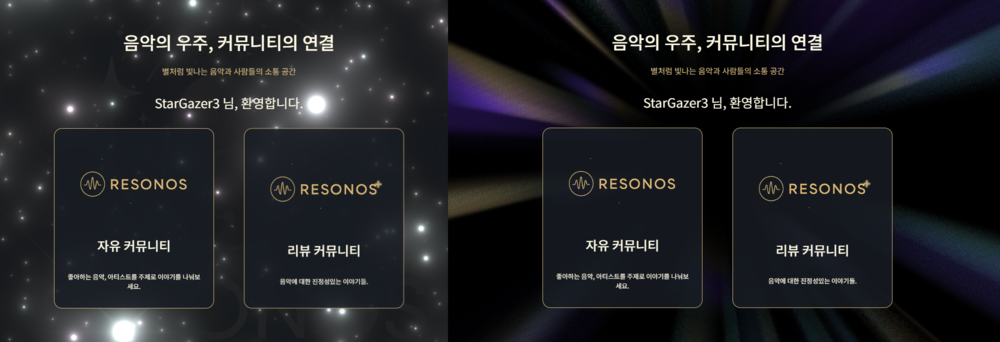 음악의 우주, 커뮤니티의 연결
별처럼 빛나는 음악과 사람들의 소통 공간
StarGazer3 님, 환영합니다.
RESONOS
자유 커뮤니티
좋아하는 음악, 아티스트를 주제로 이야기를 나눠보
세요.
RESONOS
리뷰 커뮤니티
음악에 대한 진정성있는 이야기들.
음악의 우주, 커뮤니티의 연결
별처럼 빛나는 음악과 사람들의 소통 공간
StarGazer3 님, 환영합니다.
RESONOS
자유 커뮤니티
좋아하는 음악, 아티스트를 주제로 이야기를 나눠보
세요.
RESONOS
리뷰 커뮤니티
음악에 대한 진정성있는 이야기들.